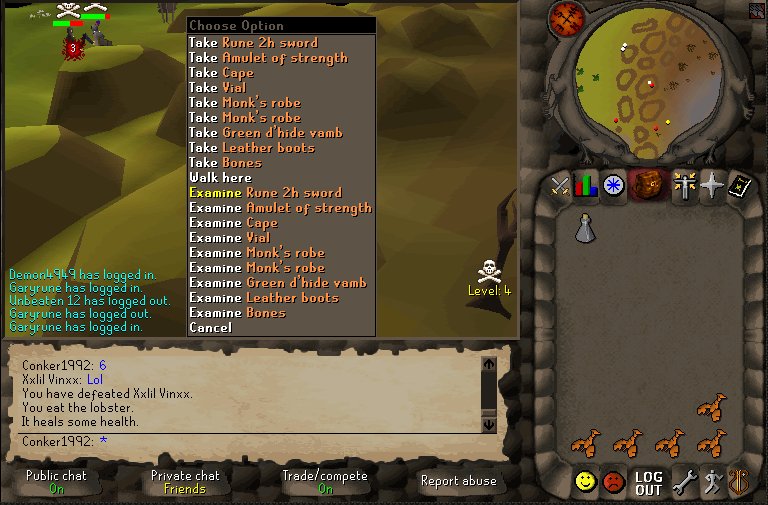 Choose Option
Take Rune 2h sword
Take Amulet of strength
Take Cape
Take Vial
Take Monk's robe
Take Monk's robe
Take Green d'hide vamb
Take Leather boots
Take Bones
Walk here
Examine Rune 2h sword
Examine Amulet of strength
Examine Cape
Examine Vial
Examine Monk's robe
Examine Monk's robe
Examine Green d'hide vamb
Examine Leather boots
Examine Bones
Cancel
3
Demon4949 has logged in.
Garyrune has logged in.
Unbeaten 12 has logged out.
Garyrune has logged out.
Garyrune has logged in.
Level: 4
Conker1992: 6
Xxlil Vinxx: Lol
You have defeated Xxlil Vinxx.
You eat the lobster.
It heals some health.
Conker1992: *
Public chat
On
Private chat
Friends
Trade/compete
On
Report abuse
LOG
OUT